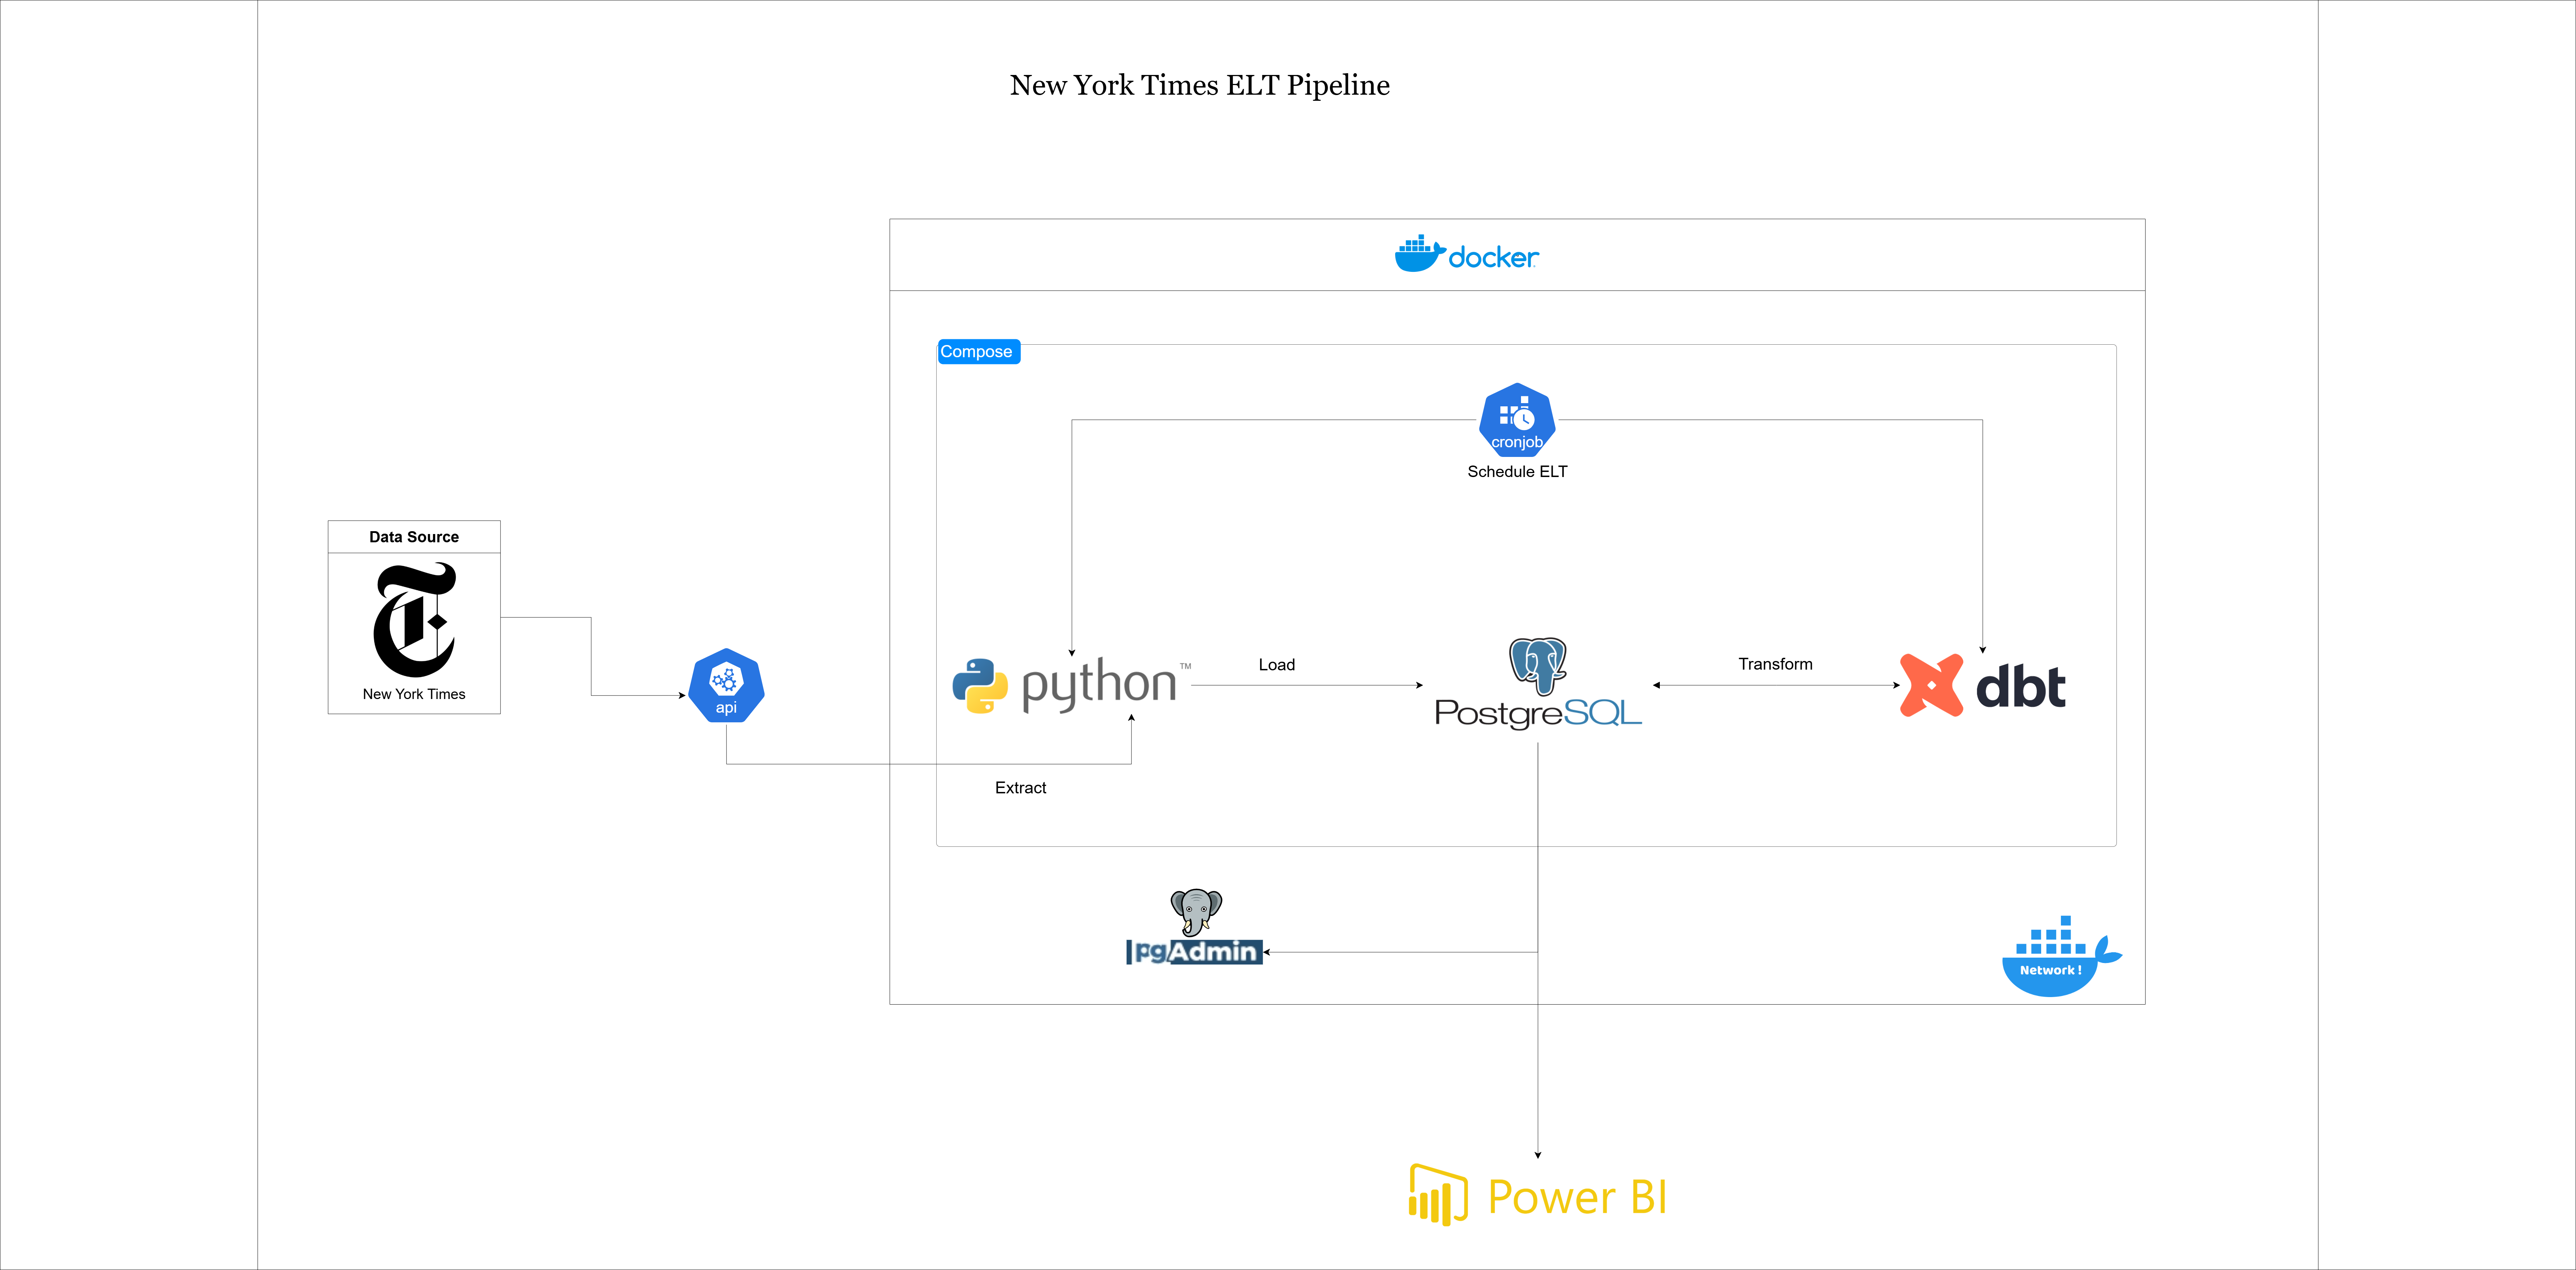 New York Times ELT Pipeline
docker
Compose
cronjob
Schedule ELT
Data Source
New York Times
api
python™
Load
PostgreSQL
Transform
dbt
Extract
pgAdmin
Network !
Power BI